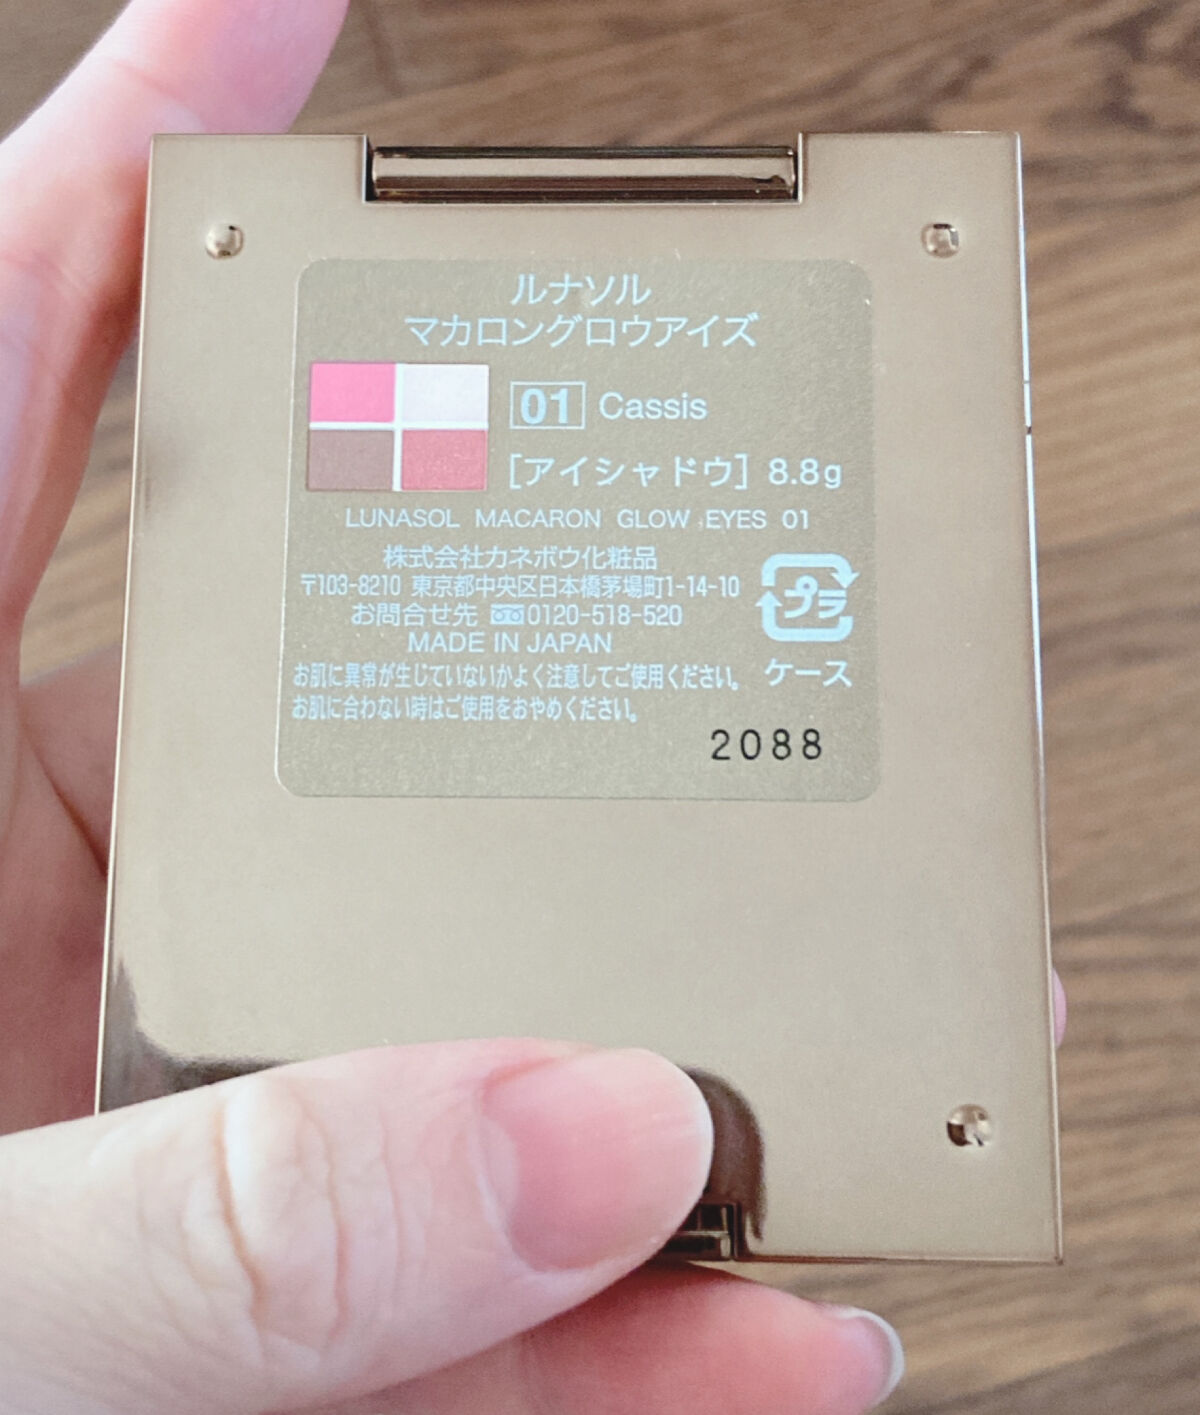 ルナソル
マカロングロウアイズ
01 Cassis
[アイシャドウ] 8.8g
LUNASOL MACARON GLOW EYES 01
株式会社カネボウ化粧品
〒103-8210 東京都中央区日本橋茅場町1-14-10
お問合せ先 0120-518-520
MADE IN JAPAN
プラ
ケース
お肌に異常が生じていないかよく注意してご使用ください。
お肌に合わない時はご使用をおやめください。
2088